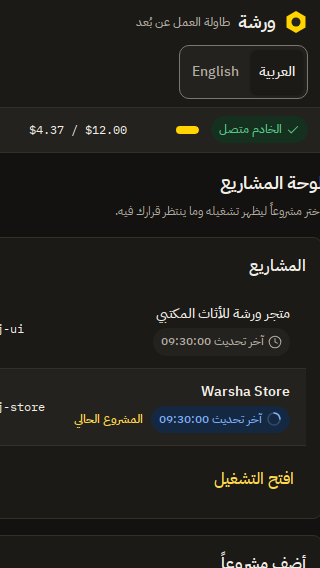 ورشة طاولة العمل عن بُعد
العربية English
الخادم متصل $4.37 / $12.00
لوحة المشاريع
ختر مشروعاً ليظهر تشغيله وما ينتظر قرارك فيه.
المشاريع
متجر ورشة للأثاث المكتبي
آخر تحديث 09:30:00
j-ui
Warsha Store
آخر تحديث 09:30:00 المشروع الحالي
j-store
افتح التشغيل
أضف مشروعاً